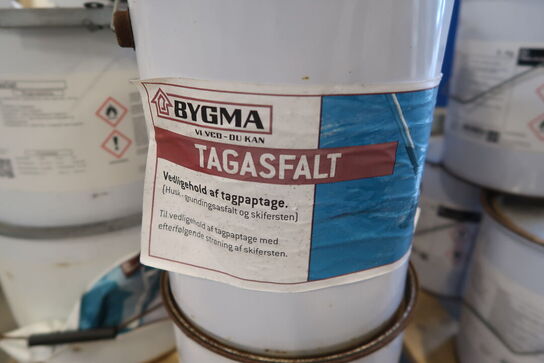 BYGMA
VI VED - DU KAN
TAGASFALT
Vedligehold af tagpaptage.
(Husk grundingsasfalt og skifersten)
Til vedligehold af tagpaptage med
efterfølgende strøning af skifersten.